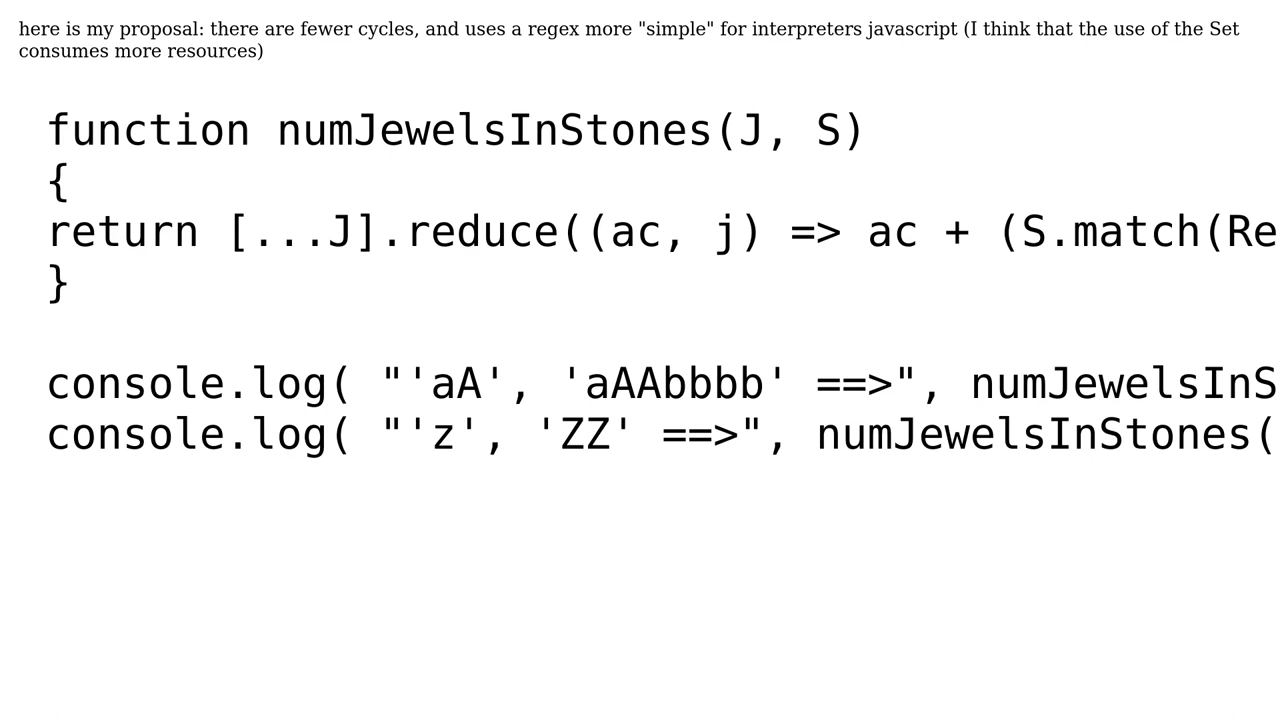 here is my proposal: there are fewer cycles, and uses a regex more "simple" for interpreters javascript (I think that the use of the Set
consumes more resources)
function numJewelsInStones(J, S)
{
return [...J].reduce((ac, j) => ac + (S.match(Re
}
console.log( "'aA', 'aAAbbbb' ==>", numJewelsInS
console.log( "'z', 'ZZ' ==>", numJewelsInStones(